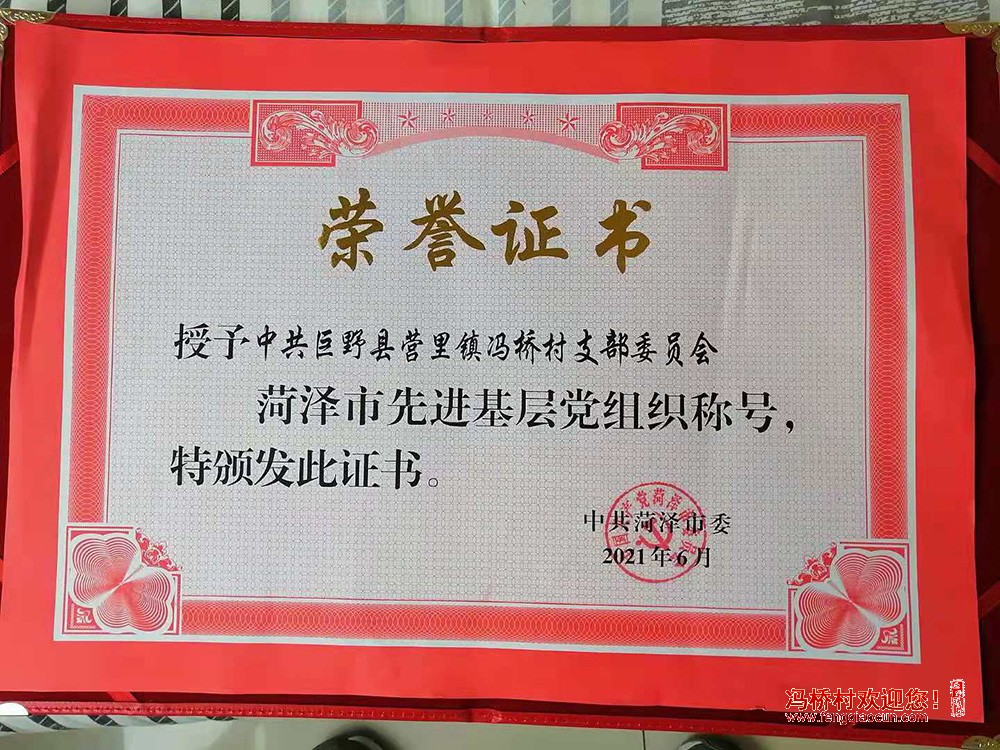 荣誉证书
授予中共巨野县营里镇冯桥村支部委员会
菏泽市先进基层党组织称号，
特颁发此证书。
中共菏泽市委
2021年6月
冯桥村欢迎您！
www.fengqiaocun.com